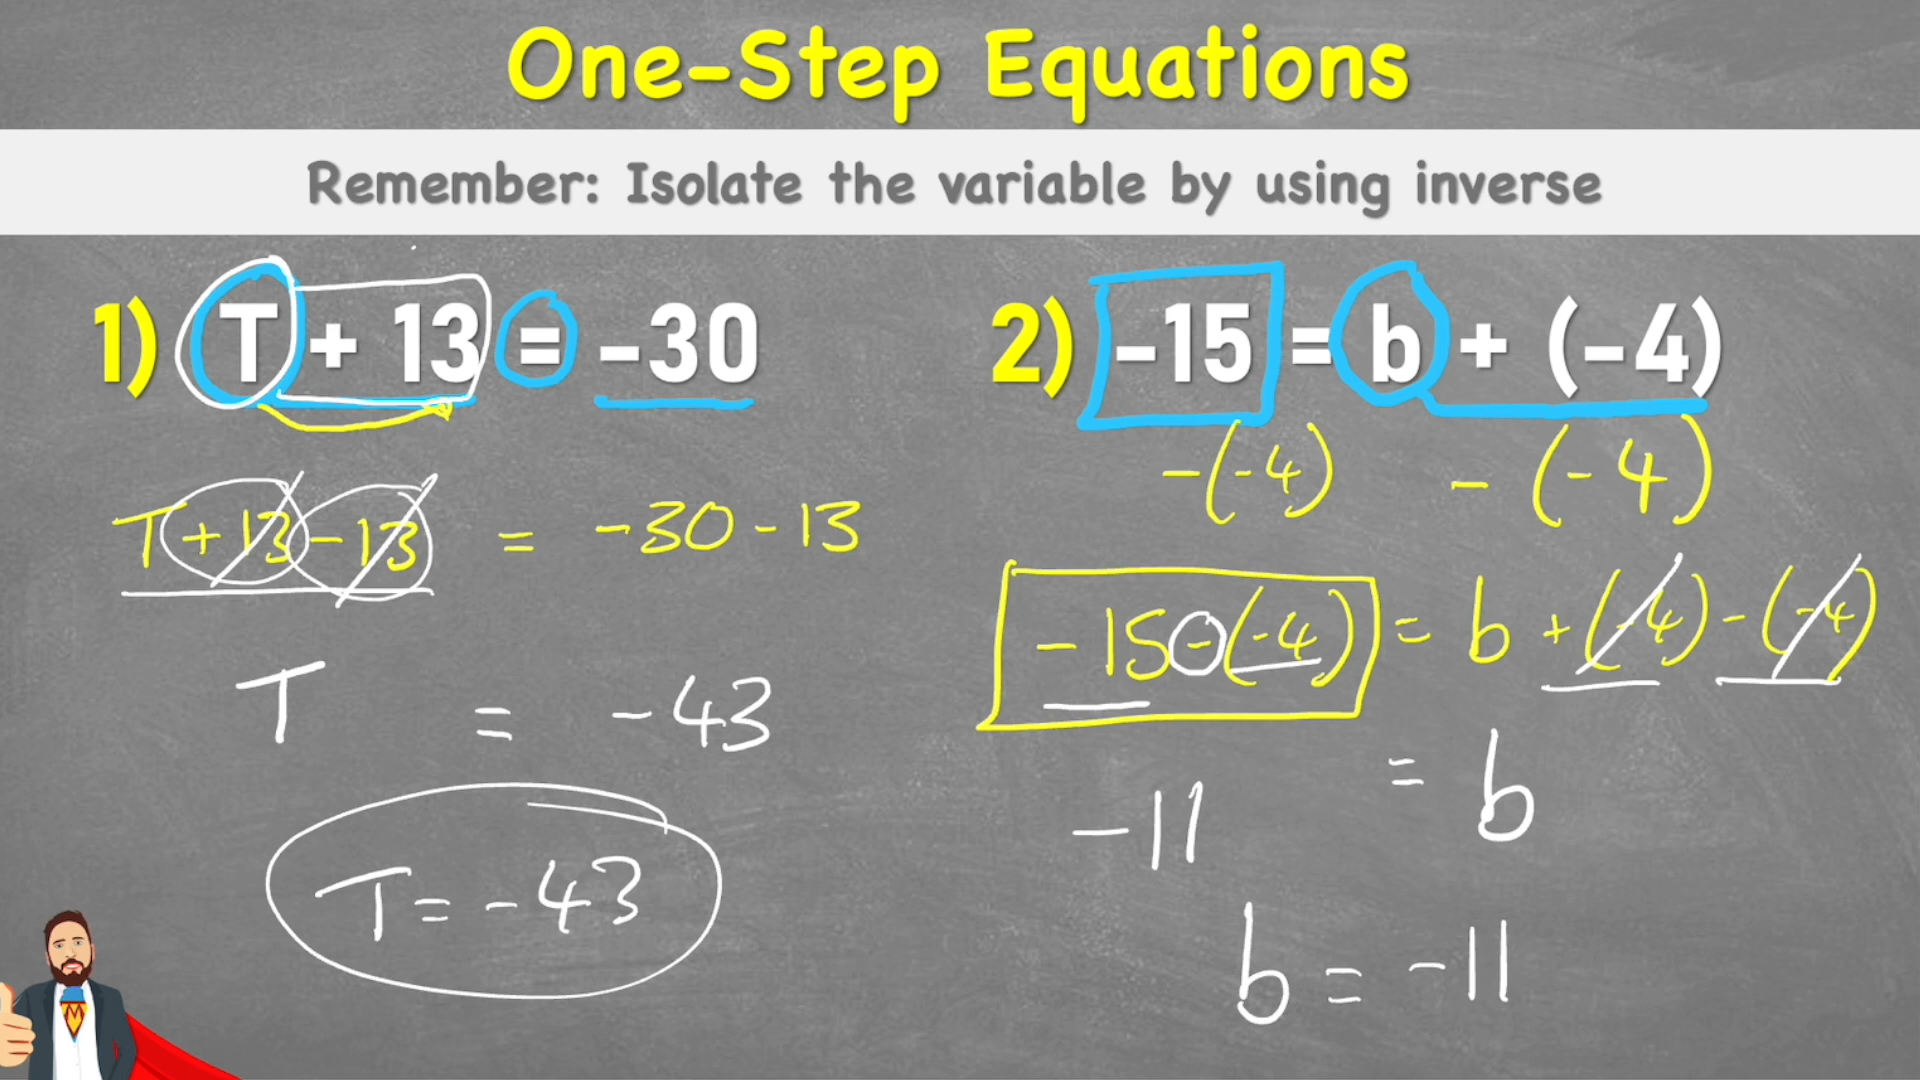 One-Step Equations
Remember: Isolate the variable by using inverse
1) T + 13 = -30
T + 13 - 13 = -30 - 13
T = -43
T = -43
2) -15 = b + (-4)
-(-4) - (-4)
-15 - (-4) = b + (-4) - (-4)
-11 = b
b = -11
M